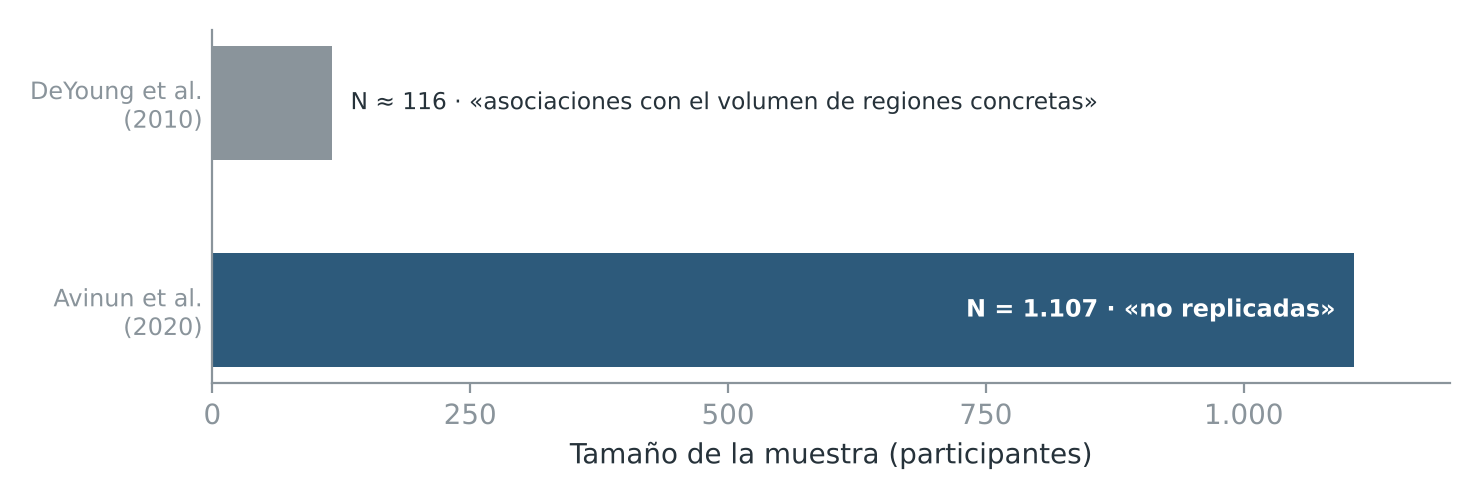 DeYoung et al.
(2010)
N ≈ 116 · «asociaciones con el volumen de regiones concretas»
Avinun et al.
(2020)
N = 1.107 · «no replicadas»
0 250 500 750 1.000
Tamaño de la muestra (participantes)